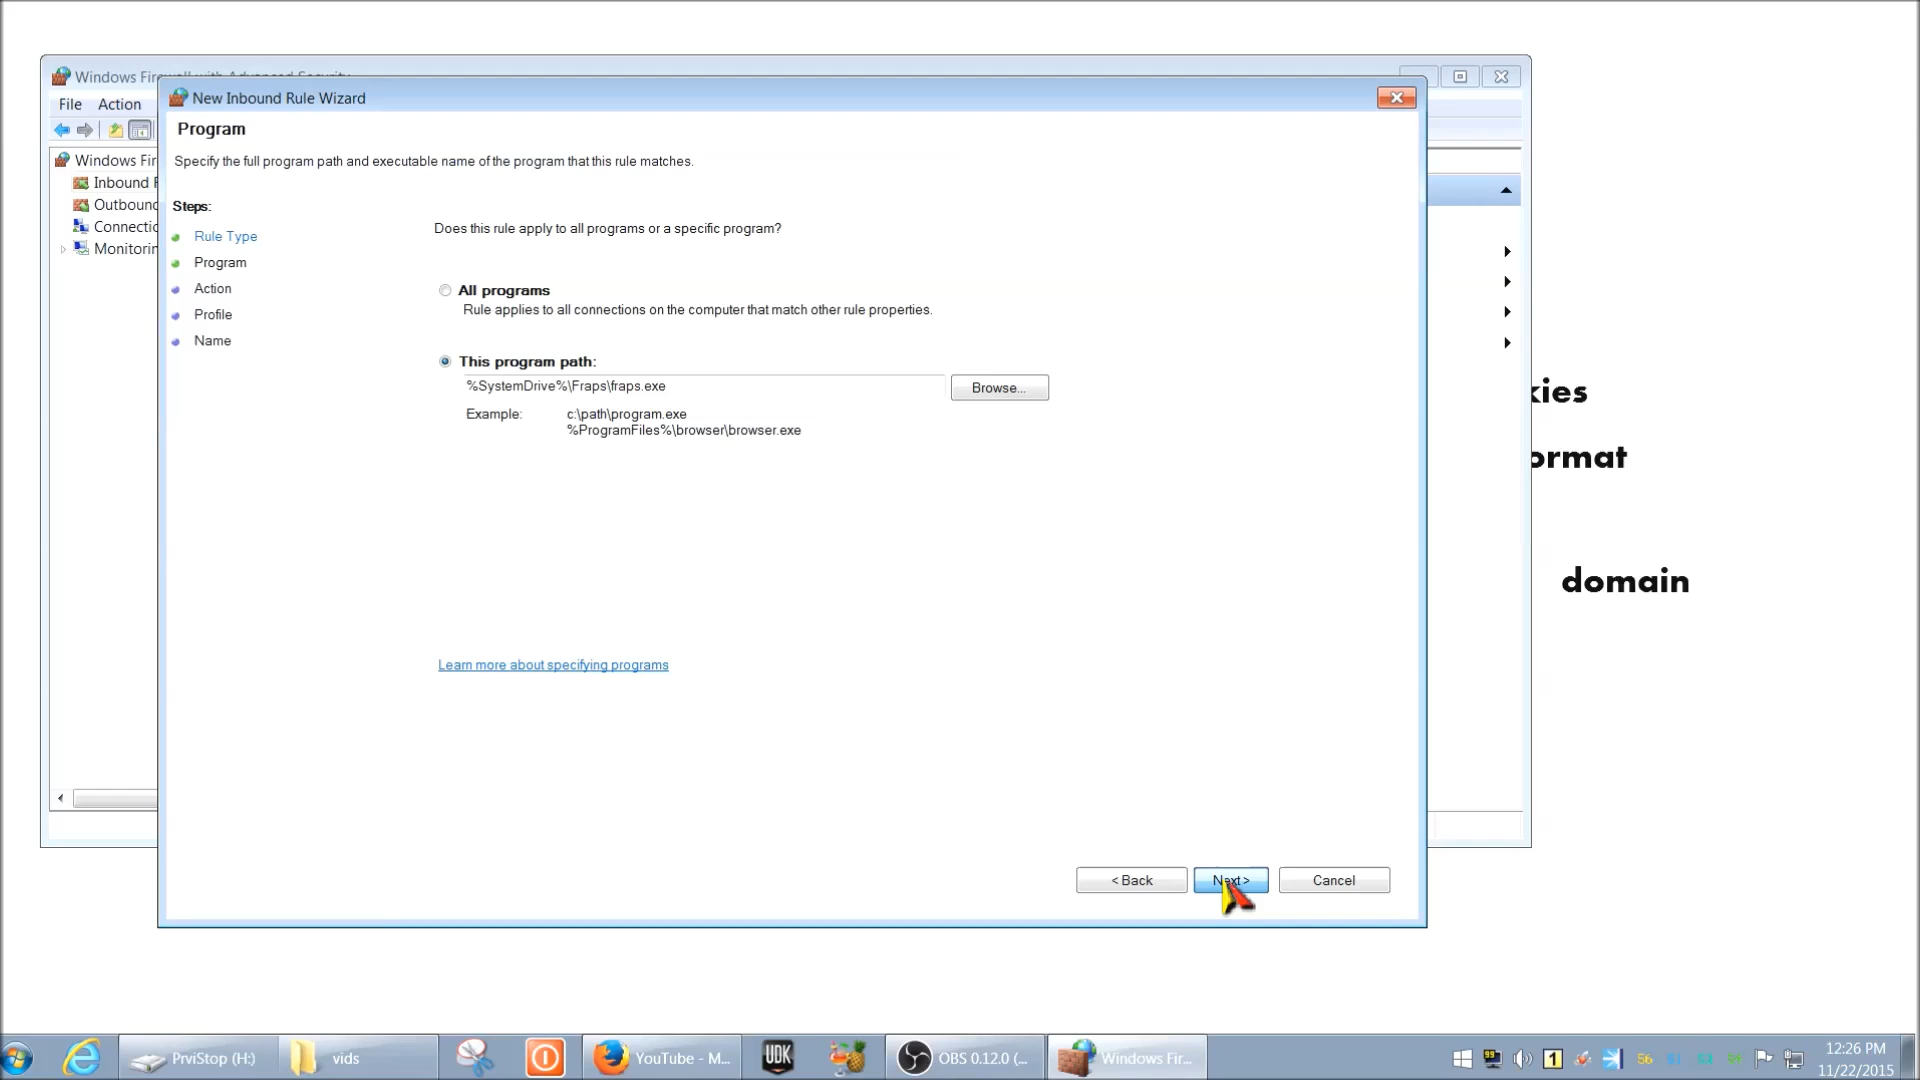 Windows Firewall with Advanced Security
New Inbound Rule Wizard
File Action
Program
Specify the full program path and executable name of the program that this rule matches.
Windows Fir
Inbound R
Outbound
Connectio
Monitorin
Steps:
Rule Type
Program
Action
Profile
Name
Does this rule apply to all programs or a specific program?
All programs
Rule applies to all connections on the computer that match other rule properties.
This program path:
%SystemDrive%\Fraps\fraps.exe
Browse...
Example: c:\path\program.exe
%ProgramFiles%\browser\browser.exe
Learn more about specifying programs
< Back Next > Cancel
kies
ormat
domain
PrviStop (H:)
vids
YouTube - M...
UDK
OBS 0.12.0 (...
Windows Fir...
99
1
56
12:26 PM
11/22/2015